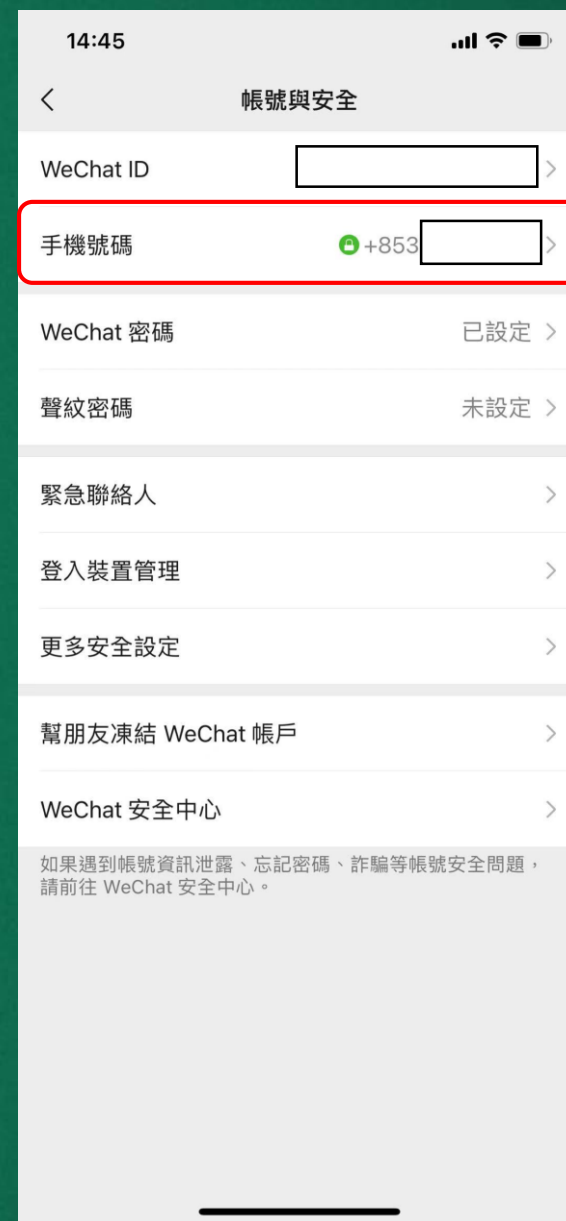 14:45
帳號與安全
WeChat ID
手機號碼 +853
WeChat 密碼 已設定
聲紋密碼 未設定
緊急聯絡人
登入裝置管理
更多安全設定
幫朋友凍結 WeChat 帳戶
WeChat 安全中心
如果遇到帳號資訊泄露、忘記密碼、詐騙等帳號安全問題，
請前往 WeChat 安全中心。